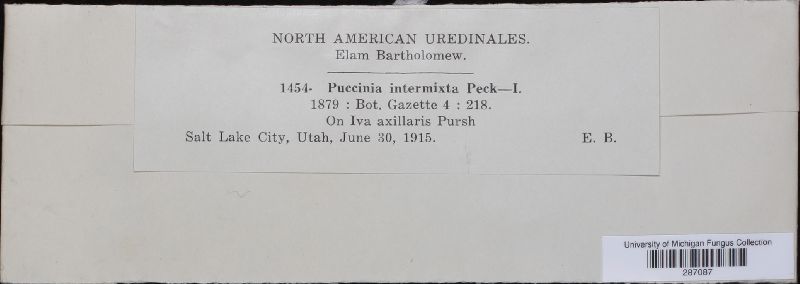 NORTH AMERICAN UREDINALES.
Elam Bartholomew.
1454- Puccinia intermixta Peck—I.
1879 : Bot. Gazette 4 : 218.
On Iva axillaris Pursh
Salt Lake City, Utah, June 30, 1915. E. B.
University of Michigan Fungus Collection
287087